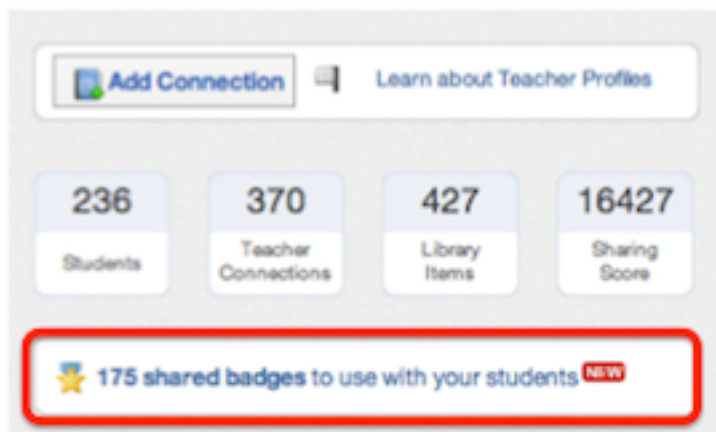 Add Connection Learn about Teacher Profiles
236 370 427 16427
Students Teacher Connections Library Items Sharing Score
175 shared badges to use with your students NEW